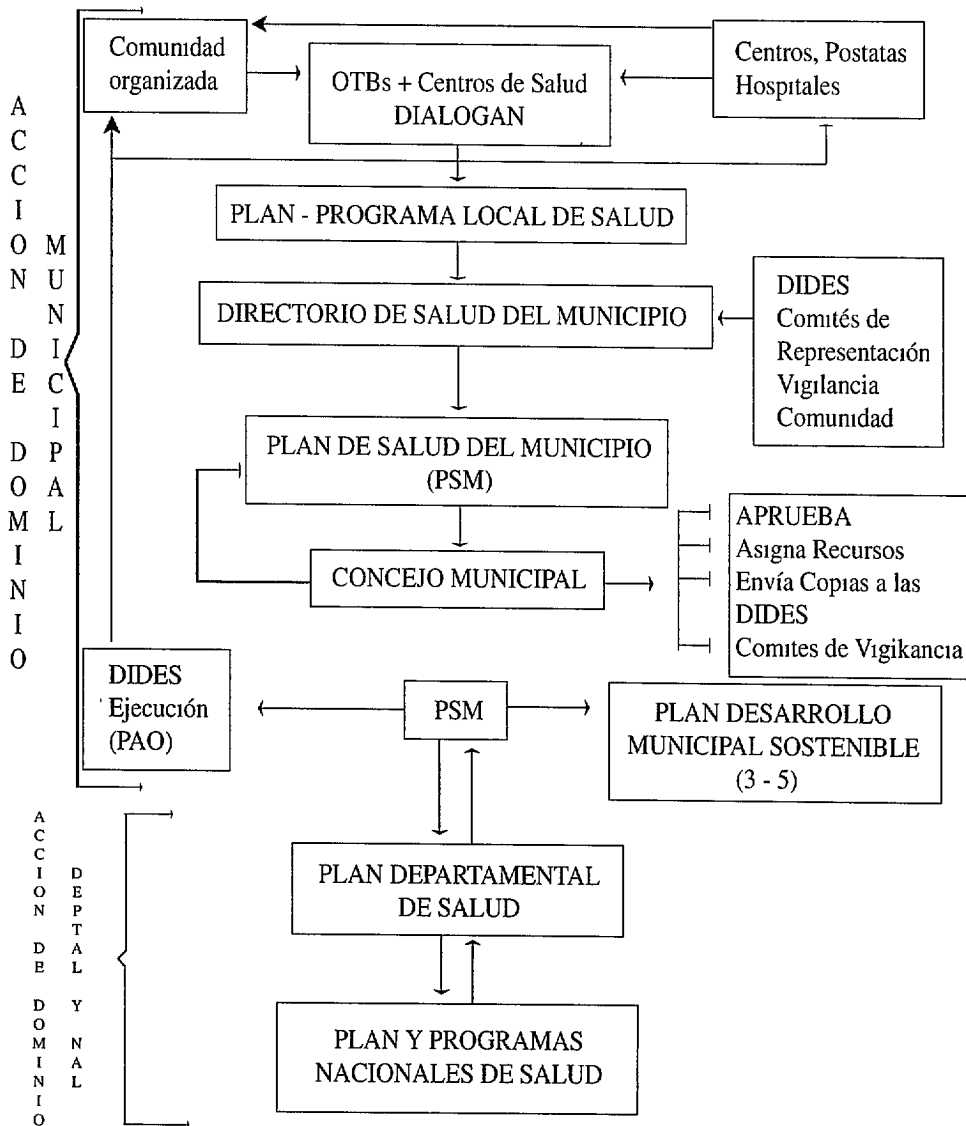 ACCION DE DOMINIO
MUNICIPAL
Comunidad
organizada
OTBs + Centros de Salud
DIALOGAN
Centros, Postatas
Hospitales
PLAN - PROGRAMA LOCAL DE SALUD
DIRECTORIO DE SALUD DEL MUNICIPIO
DIDES
Comités de
Representación
Vigilancia
Comunidad
PLAN DE SALUD DEL MUNICIPIO
(PSM)
CONCEJO MUNICIPAL
APRUEBA
Asigna Recursos
Envía Copias a las
DIDES
Comites de Vigikancia
DIDES
Ejecución
(PAO)
PSM
PLAN DESARROLLO
MUNICIPAL SOSTENIBLE
(3 - 5)
ACCION DE DOMINIO
DEPTAL Y NAL
PLAN DEPARTAMENTAL
DE SALUD
PLAN Y PROGRAMAS
NACIONALES DE SALUD